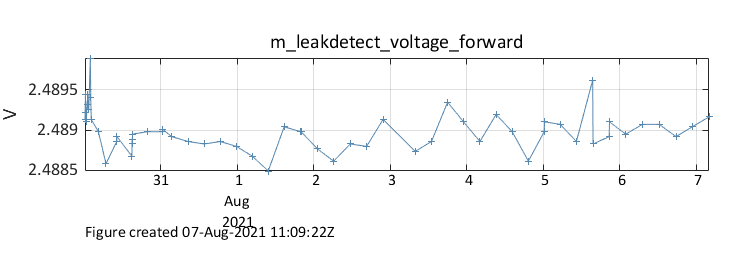 m_leakdetect_voltage_forward
2.4895
2.489
2.4885
V
31 1 2 3 4 5 6 7
Aug
2021
Figure created 07-Aug-2021 11:09:22Z